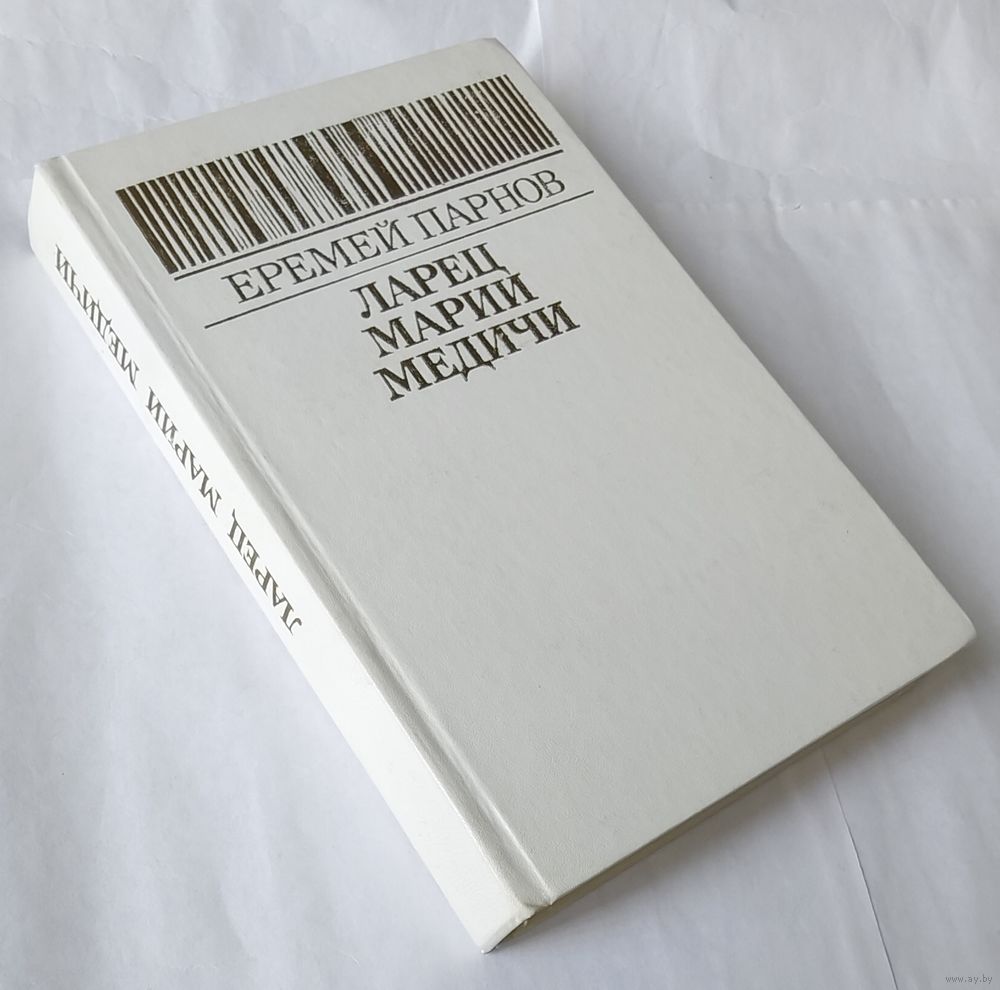 ЕРЕМЕЙ ПАРНОВ
ЛАРЕЦ
МАРИИ
МЕДИЧИ
ЛАРЕЦ МАРИИ МЕДИЧИ
www.ay.by